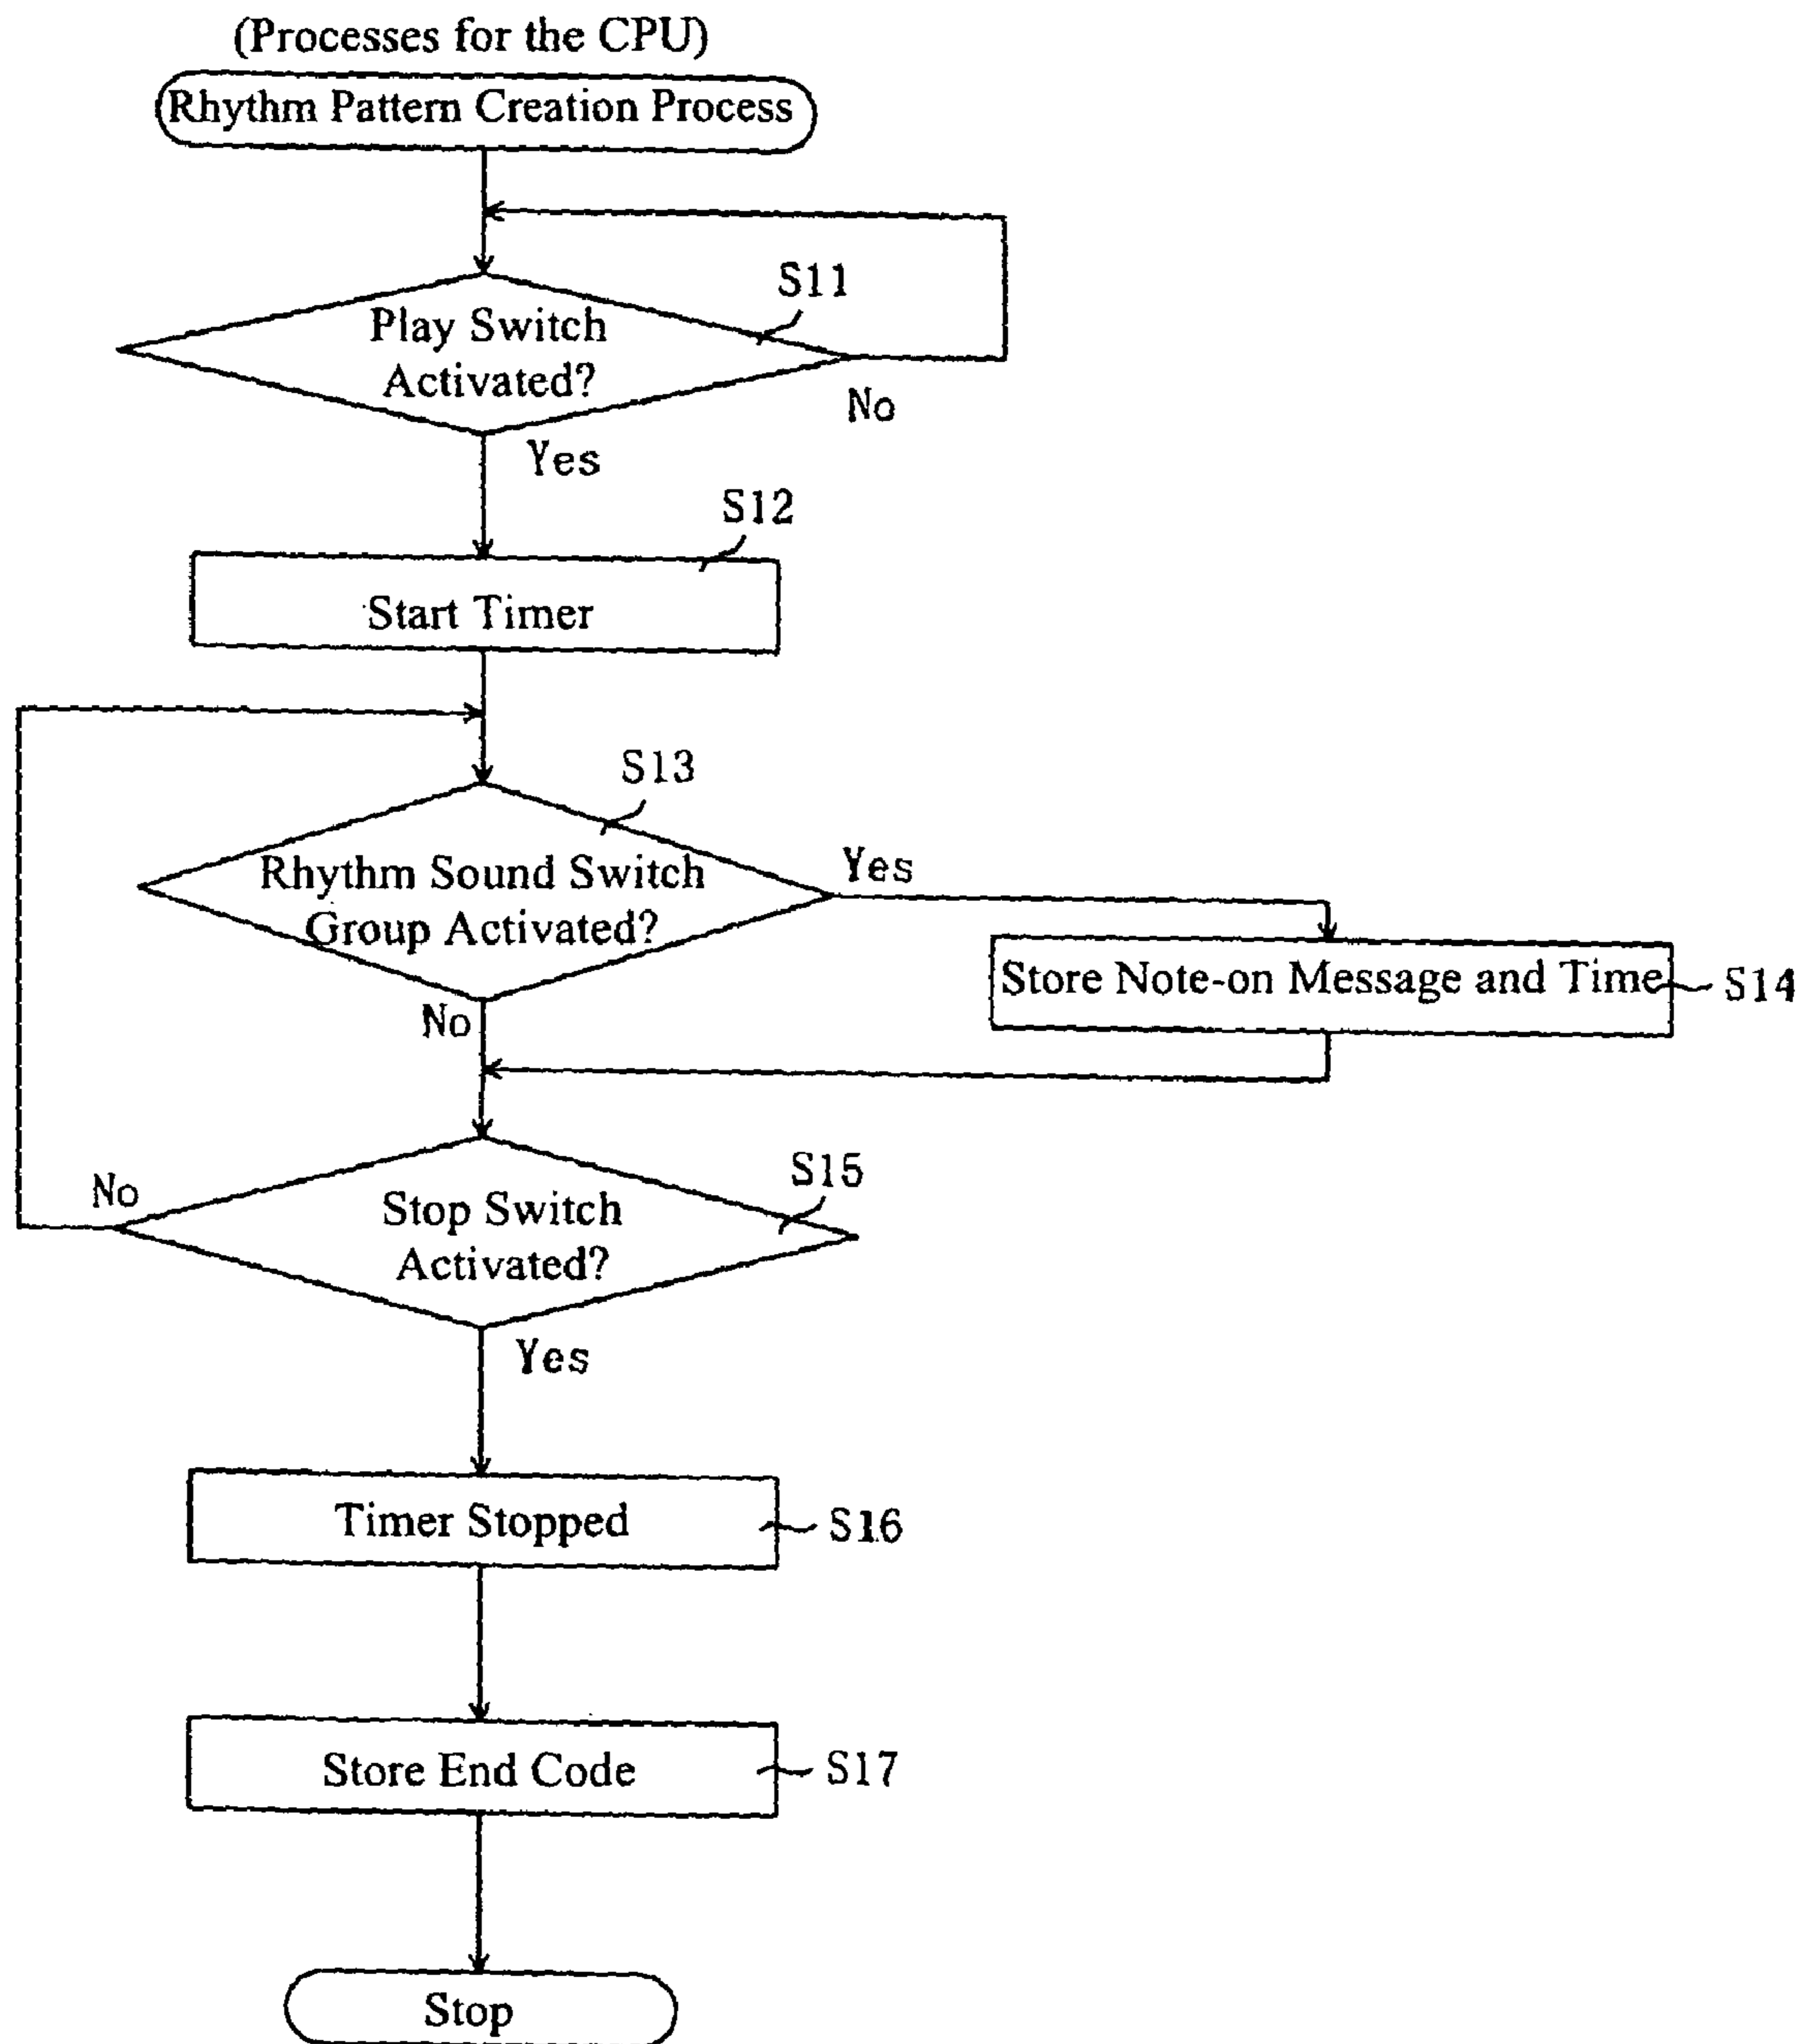 (Processes for the CPU)
Rhythm Pattern Creation Process
S11
Play Switch
Activated?
No
Yes
S12
Start Timer
S13
Rhythm Sound Switch
Group Activated?
Yes
Store Note-on Message and Time
S14
No
S15
No
Stop Switch
Activated?
Yes
Timer Stopped
S16
Store End Code
S17
Stop